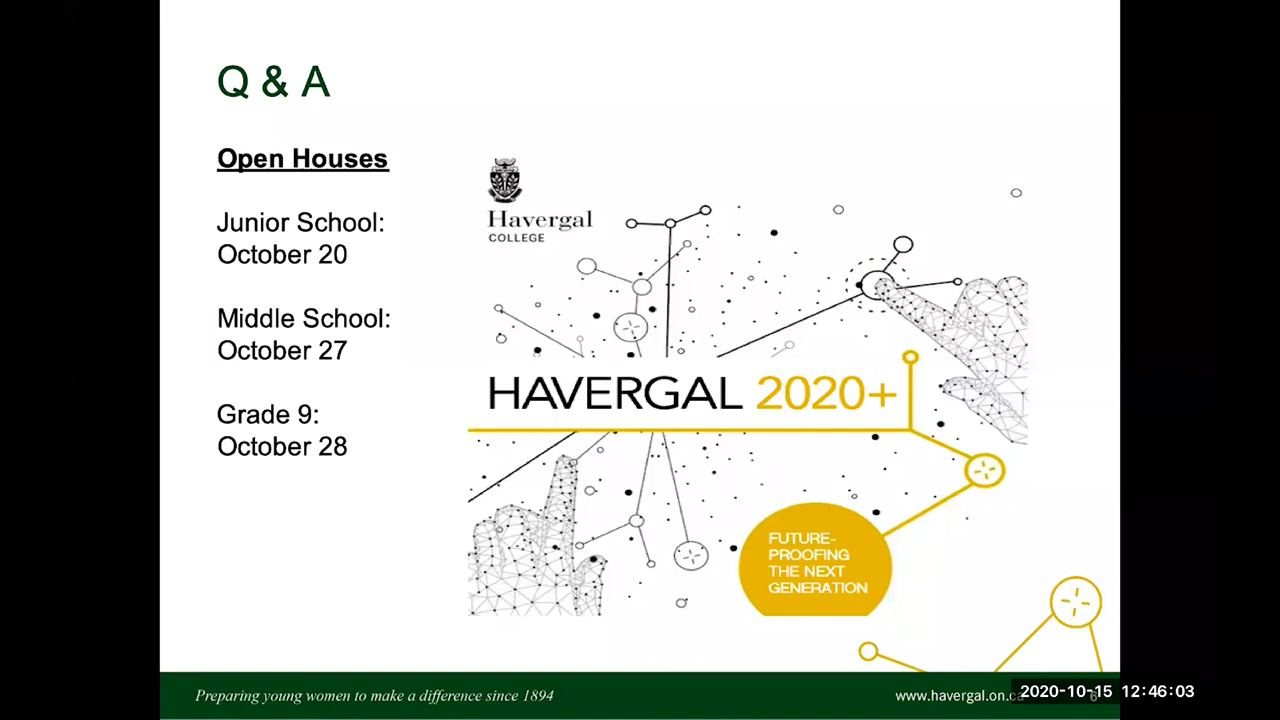 Q & A
Open Houses
Junior School:
October 20
Middle School:
October 27
Grade 9:
October 28
Havergal
COLLEGE
HAVERGAL 2020+
FUTURE-
PROOFING
THE NEXT
GENERATION
Preparing young women to make a difference since 1894
www.havergal.on.ca
2020-10-15 12:46:03